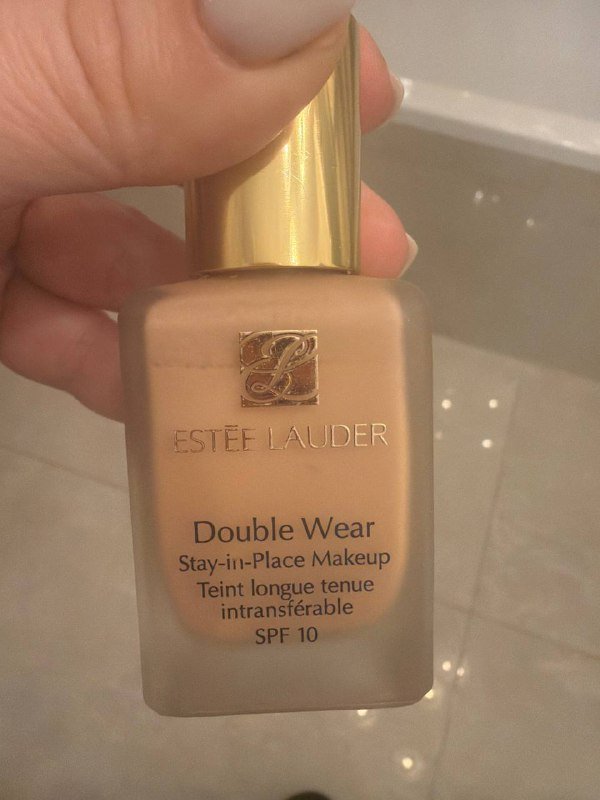 ESTĒE LAUDER
Double Wear
Stay-in-Place Makeup
Teint longue tenue
intransférable
SPF 10